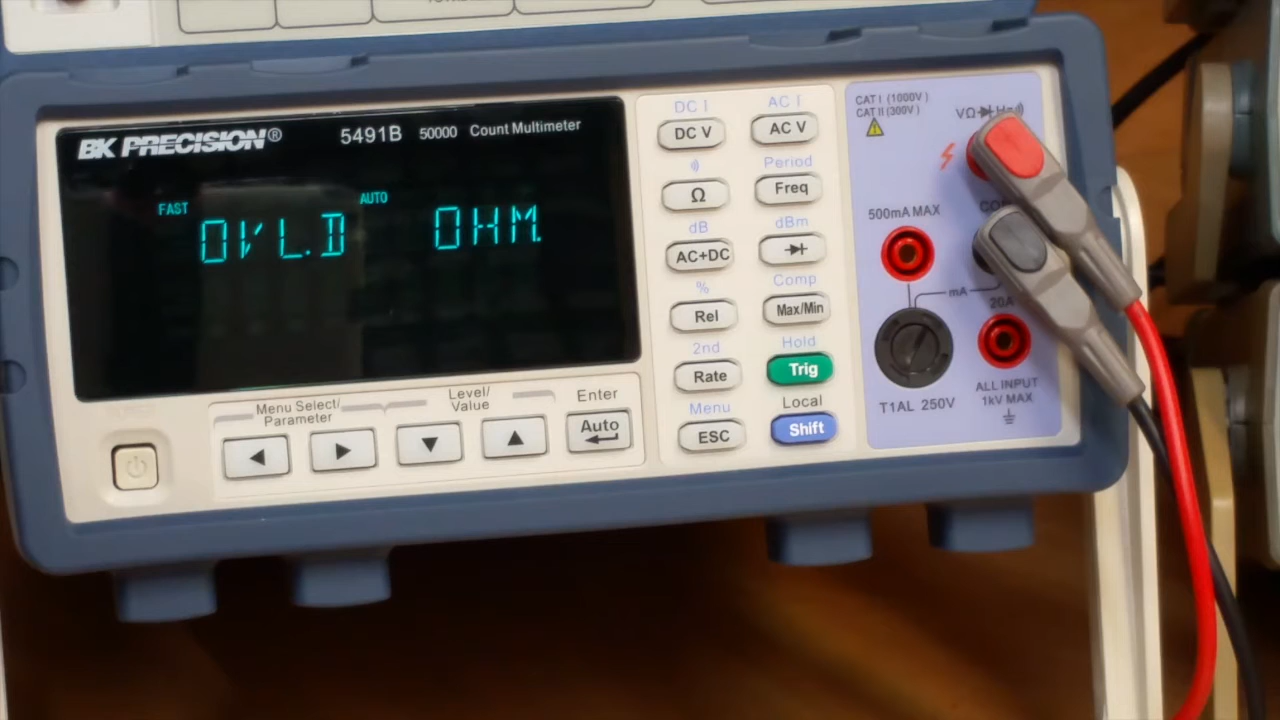 BK PRECISION® 5491B 50000 Count Multimeter
FAST AUTO
OVL.D OHM.
Menu Select/
Parameter
Level/
Value
Enter
Auto
DC I AC I
DC V AC V
Period
Ω Freq
dB dBm
AC+DC
% Comp
Rel Max/Min
2nd Hold
Rate Trig
Menu Local
ESC Shift
CAT I (1000V)
CAT II (300V)
VΩ Hz
500mA MAX
mA
20A
T1AL 250V
ALL INPUT
1kV MAX